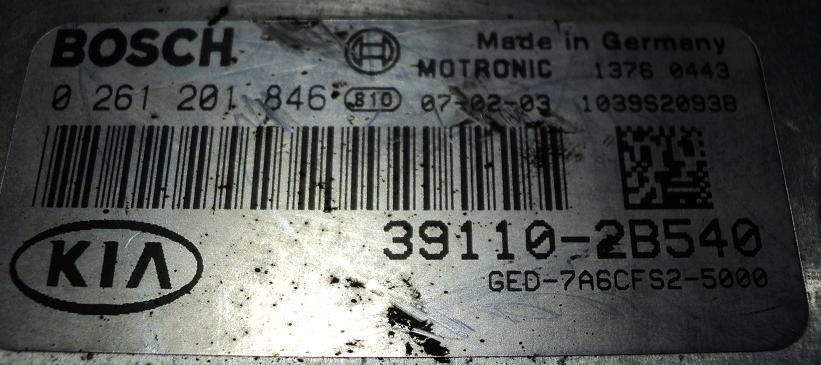 BOSCH Made in Germany
MOTRONIC 1376 0443
0 261 201 846 810 07-02-03 1039S20938
KIA 39110-2B540
GED-7A6CFS2-5000